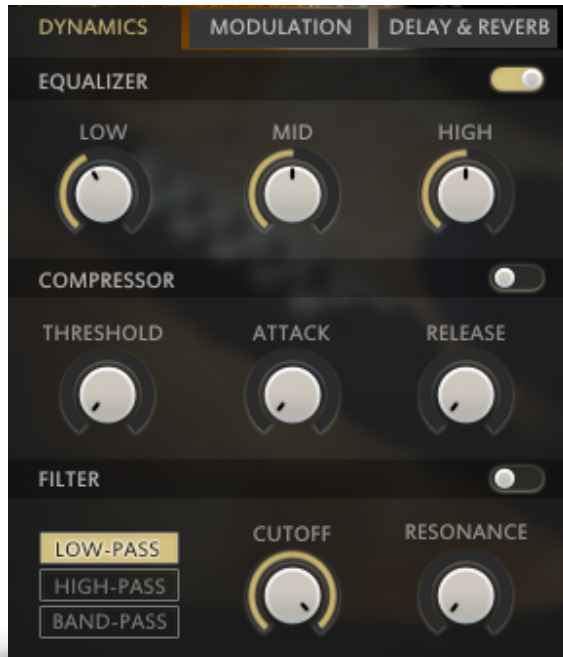 DYNAMICS MODULATION DELAY & REVERB
EQUALIZER
LOW MID HIGH
COMPRESSOR
THRESHOLD ATTACK RELEASE
FILTER
LOW-PASS CUTOFF RESONANCE
HIGH-PASS
BAND-PASS